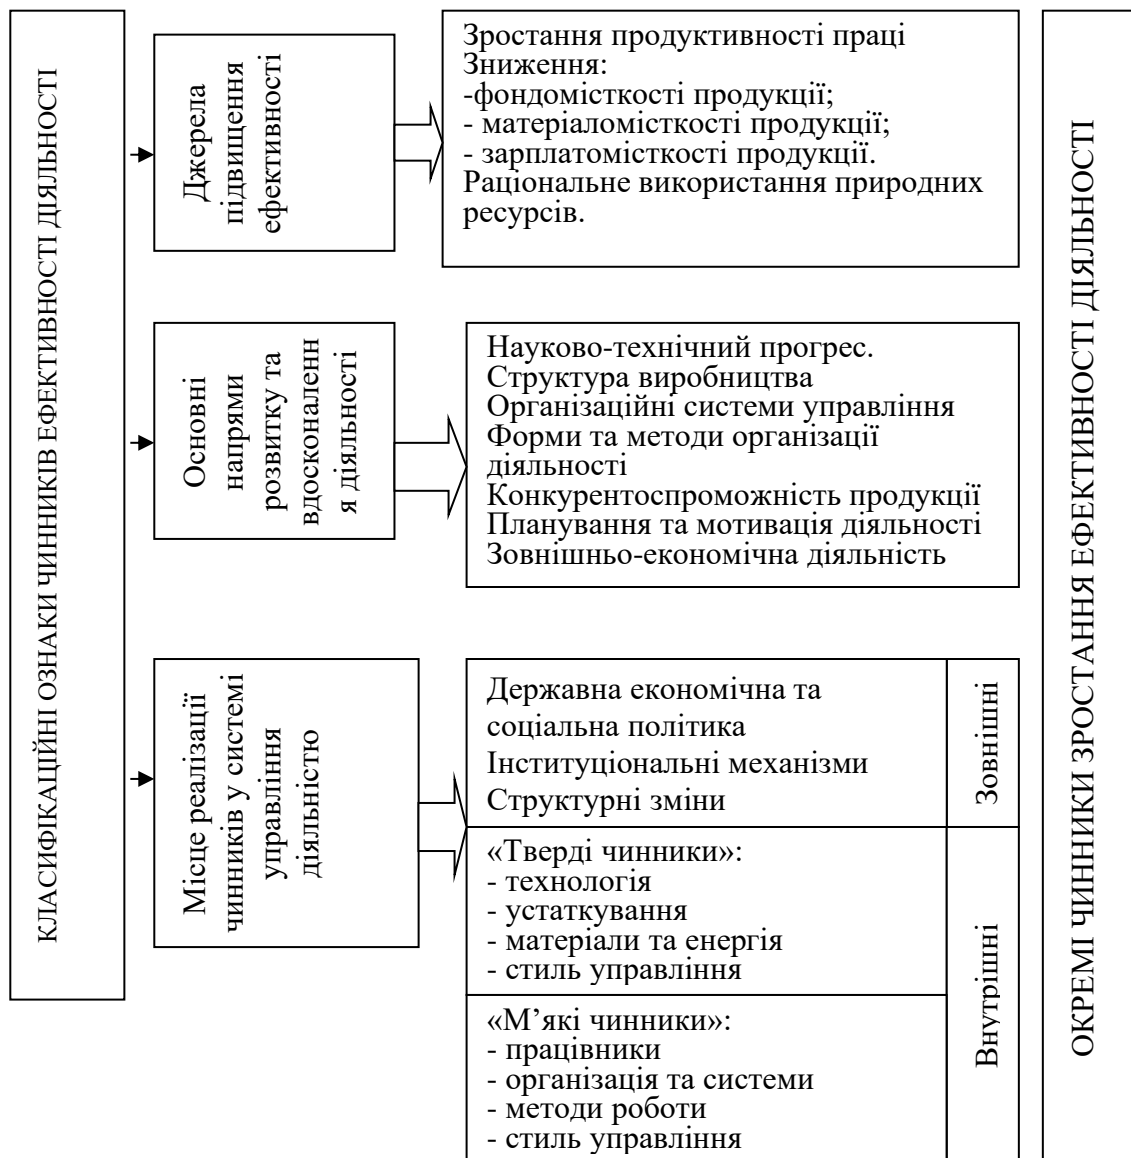 КЛАСИФІКАЦІЙНІ ОЗНАКИ ЧИННИКІВ ЕФЕКТИВНОСТІ ДІЯЛЬНОСТІ
Джерела
підвищення
ефективності
Зростання продуктивності праці
Зниження:
-фондомісткості продукції;
- матеріаломісткості продукції;
- зарплатомісткості продукції.
Раціональне використання природних
ресурсів.
Основні
напрями
розвитку та
вдосконаленн
я діяльності
Науково-технічний прогрес.
Структура виробництва
Організаційні системи управління
Форми та методи організації
діяльності
Конкурентоспроможність продукції
Планування та мотивація діяльності
Зовнішньо-економічна діяльність
Місце реалізації
чинників у системі
управління
діяльністю
Державна економічна та
соціальна політика
Інституціональні механізми
Структурні зміни
Зовнішні
«Тверді чинники»:
- технологія
- устаткування
- матеріали та енергія
- стиль управління
«М’які чинники»:
- працівники
- організація та системи
- методи роботи
- стиль управління
Внутрішні
ОКРЕМІ ЧИННИКИ ЗРОСТАННЯ ЕФЕКТИВНОСТІ ДІЯЛЬНОСТІ